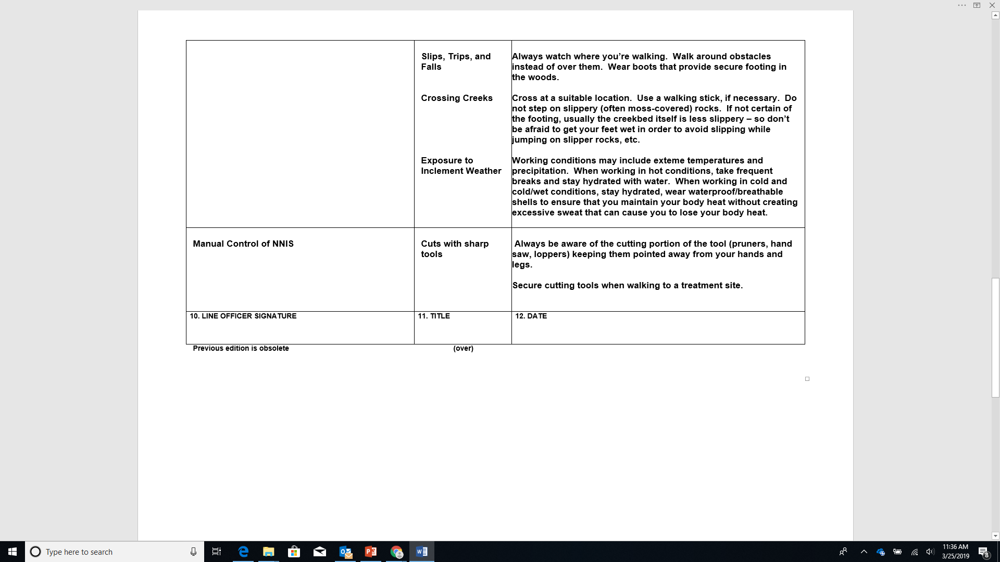 Slips, Trips, and
Falls
Always watch where you’re walking.  Walk around obstacles
instead of over them.  Wear boots that provide secure footing in
the woods.
Crossing Creeks
Cross at a suitable location.  Use a walking stick, if necessary.  Do
not step on slippery (often moss-covered) rocks.  If not certain of
the footing, usually the creekbed itself is less slippery – so don’t
be afraid to get your feet wet in order to avoid slipping while
jumping on slipper rocks, etc.
Exposure to
Inclement Weather
Working conditions may include exteme temperatures and
precipitation.  When working in hot conditions, take frequent
breaks and stay hydrated with water.  When working in cold and
cold/wet conditions, stay hydrated, wear waterproof/breathable
shells to ensure that you maintain your body heat without creating
excessive sweat that can cause you to lose your body heat.
Manual Control of NNIS
Cuts with sharp
tools
Always be aware of the cutting portion of the tool (pruners, hand
saw, loppers) keeping them pointed away from your hands and
legs.
Secure cutting tools when walking to a treatment site.
10. LINE OFFICER SIGNATURE
11. TITLE
12. DATE
Previous edition is obsolete
(over)
Type here to search
11:36 AM
3/25/2019
8